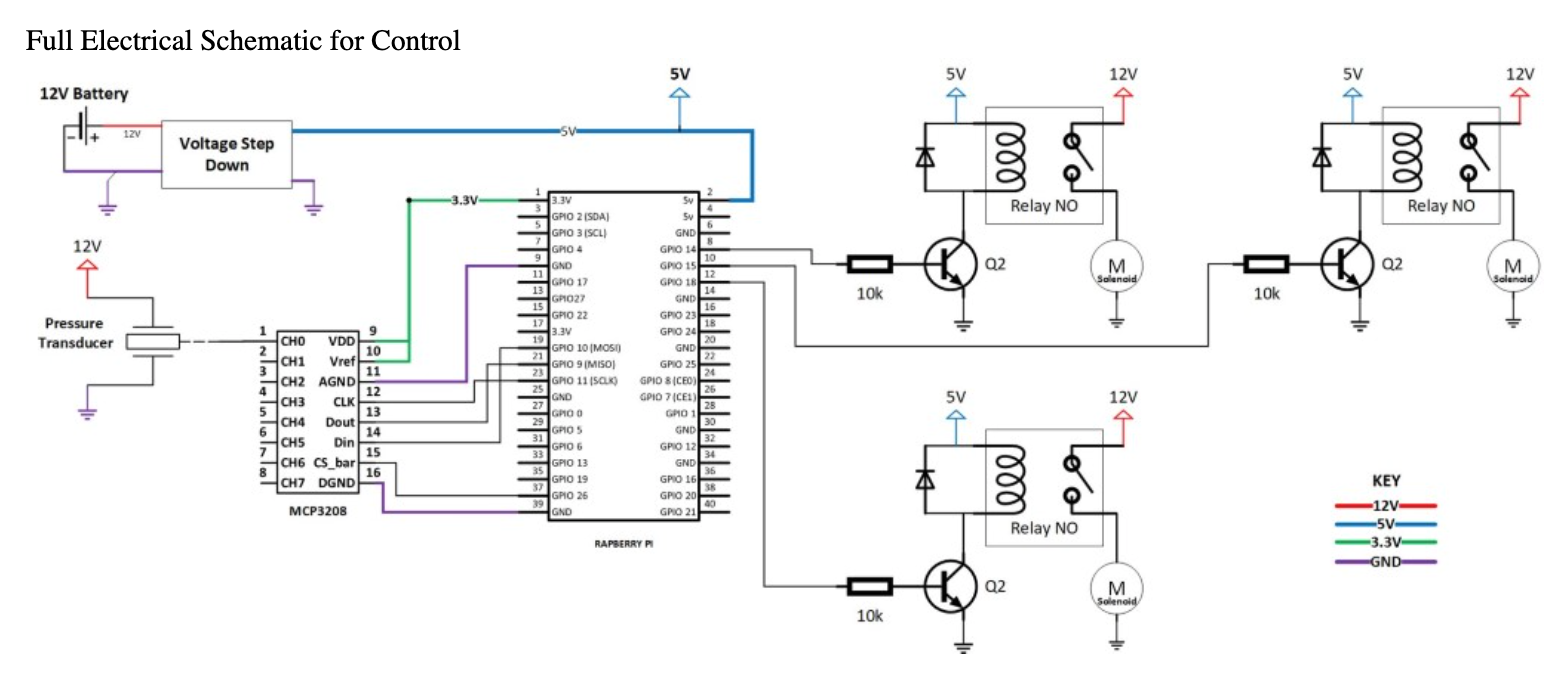 Full Electrical Schematic for Control
12V Battery
- +
12V
Voltage Step
Down
5V
5V
3.3V
12V
Pressure
Transducer
1 CH0 VDD 9
2 CH1 Vref 10
3 CH2 AGND 11
4 CH3 CLK 12
5 CH4 Dout 13
6 CH5 Din 14
7 CH6 CS_bar 15
8 CH7 DGND 16
MCP3208
1 3.3V 5v 2
3 GPIO 2 (SDA) 5v 4
5 GPIO 3 (SCL) GND 6
7 GPIO 4 GPIO 14 8
9 GND GPIO 15 10
11 GPIO 17 GPIO 18 12
13 GPIO27 GND 14
15 GPIO 22 GPIO 23 16
17 3.3V GPIO 24 18
19 GPIO 10 (MOSI) GND 20
21 GPIO 9 (MISO) GPIO 25 22
23 GPIO 11 (SCLK) GPIO 8 (CE0) 24
25 GND GPIO 7 (CE1) 26
27 GPIO 0 GPIO 1 28
29 GPIO 5 GND 30
31 GPIO 6 GPIO 12 32
33 GPIO 13 GND 34
35 GPIO 19 GPIO 16 36
37 GPIO 26 GPIO 20 38
39 GND GPIO 21 40
RAPBERRY PI
5V 12V
Relay NO
Q2
10k
M
Solenoid
5V 12V
Relay NO
Q2
10k
M
Solenoid
5V 12V
Relay NO
Q2
10k
M
Solenoid
KEY
12V
5V
3.3V
GND